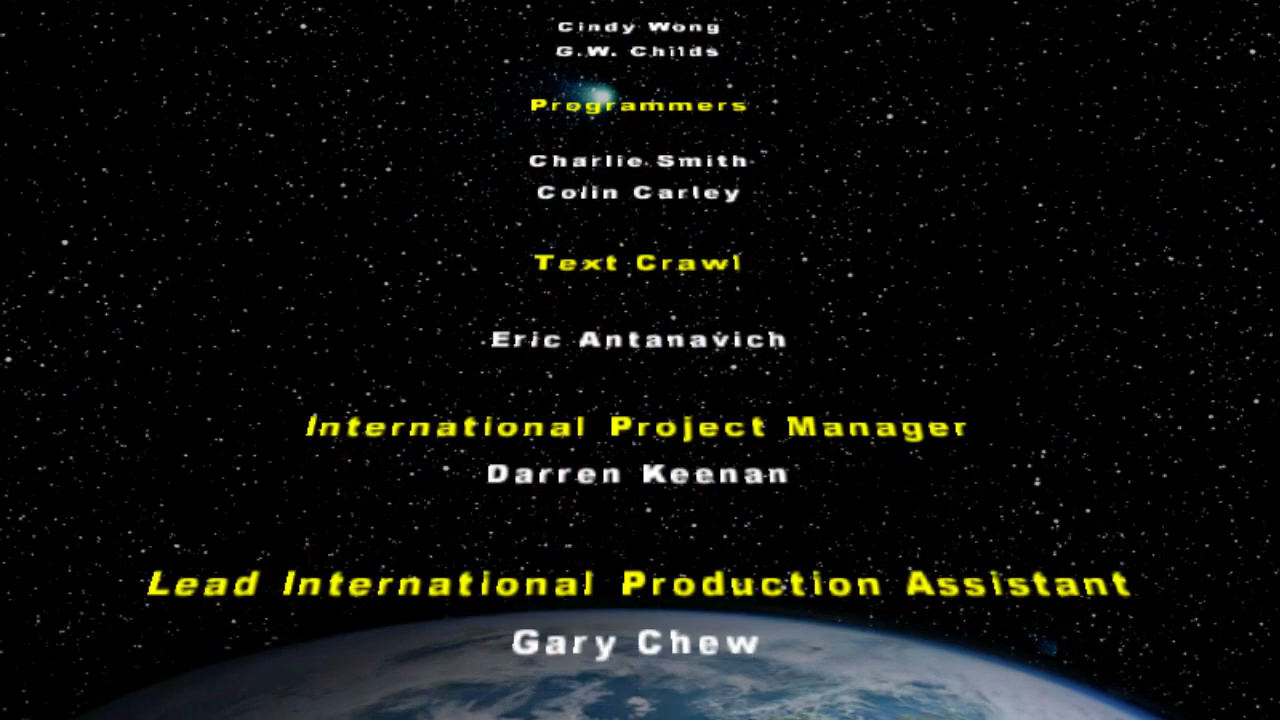 Cindy Wong
G.W. Childs
Programmers
Charlie Smith
Colin Carley
Text Crawl
Eric Antanavich
International Project Manager
Darren Keenan
Lead International Production Assistant
Gary Chew